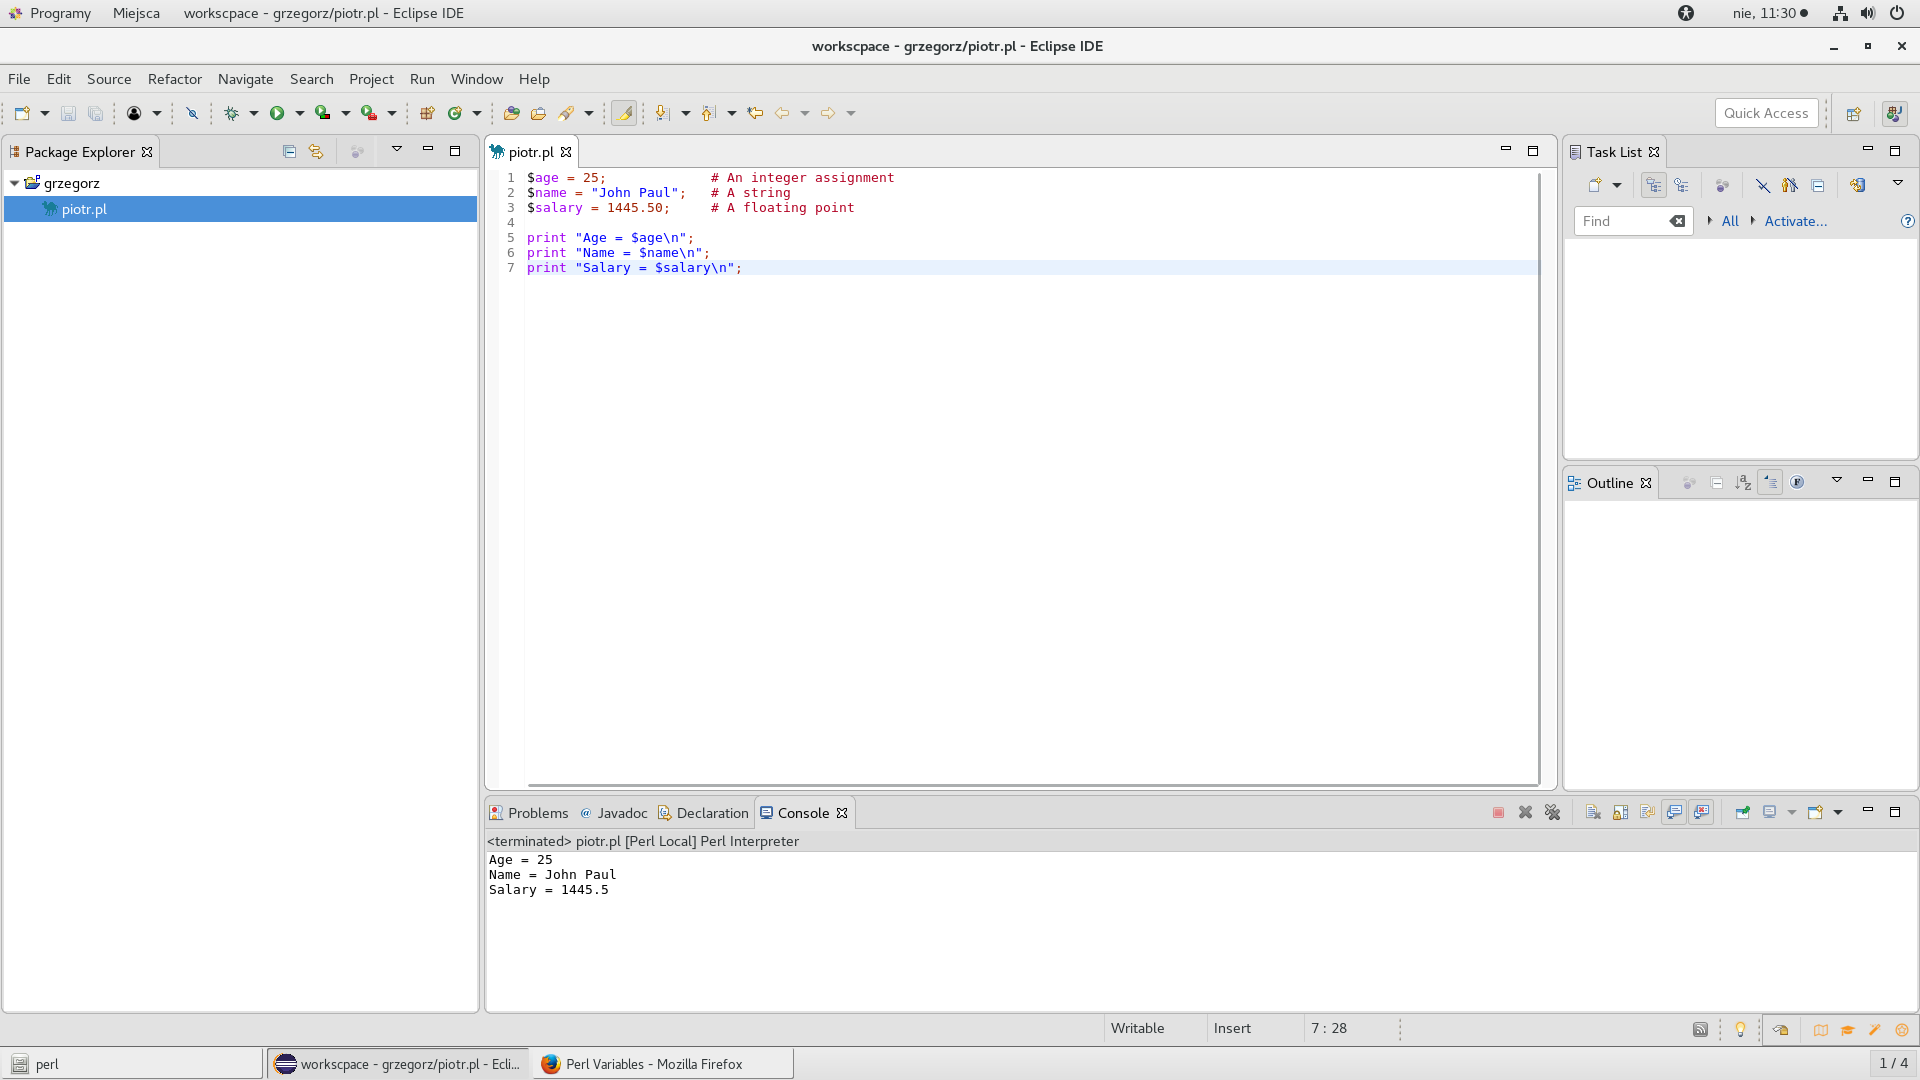 Programy Miejsca workscpace - grzegorz/piotr.pl - Eclipse IDE nie, 11:30
workscpace - grzegorz/piotr.pl - Eclipse IDE
File Edit Source Refactor Navigate Search Project Run Window Help
Quick Access
Package Explorer
grzegorz
piotr.pl
piotr.pl
1 $age = 25; # An integer assignment
2 $name = "John Paul"; # A string
3 $salary = 1445.50; # A floating point
4
5 print "Age = $age\n";
6 print "Name = $name\n";
7 print "Salary = $salary\n";
Task List
Find All Activate...
Outline
Problems Javadoc Declaration Console
<terminated> piotr.pl [Perl Local] Perl Interpreter
Age = 25
Name = John Paul
Salary = 1445.5
Writable Insert 7 : 28
perl workscpace - grzegorz/piotr.pl - Ecli... Perl Variables - Mozilla Firefox 1 / 4